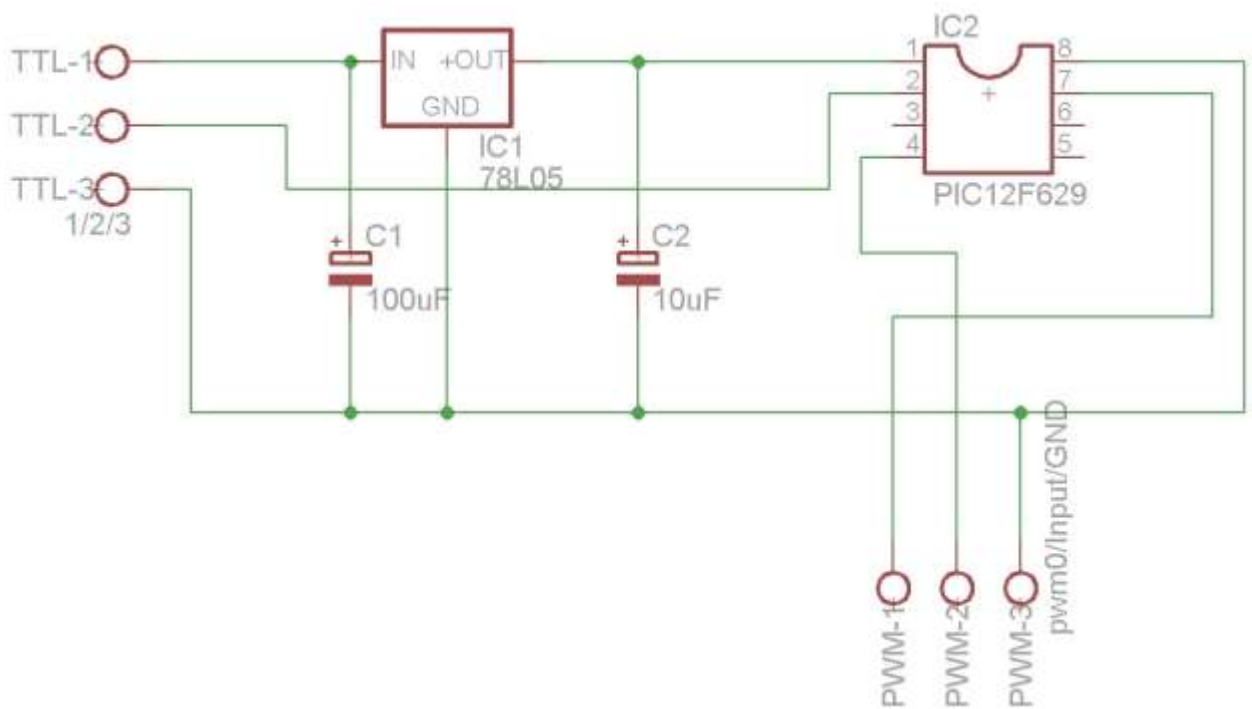 TTL-1
TTL-2
TTL-3
1/2/3
IN +OUT
GND
IC1
78L05
+ C1
100uF
+ C2
10uF
IC2
1
2
3
4
+
8
7
6
5
PIC12F629
pwm0/Input/GND
PWM-1
PWM-2
PWM-3